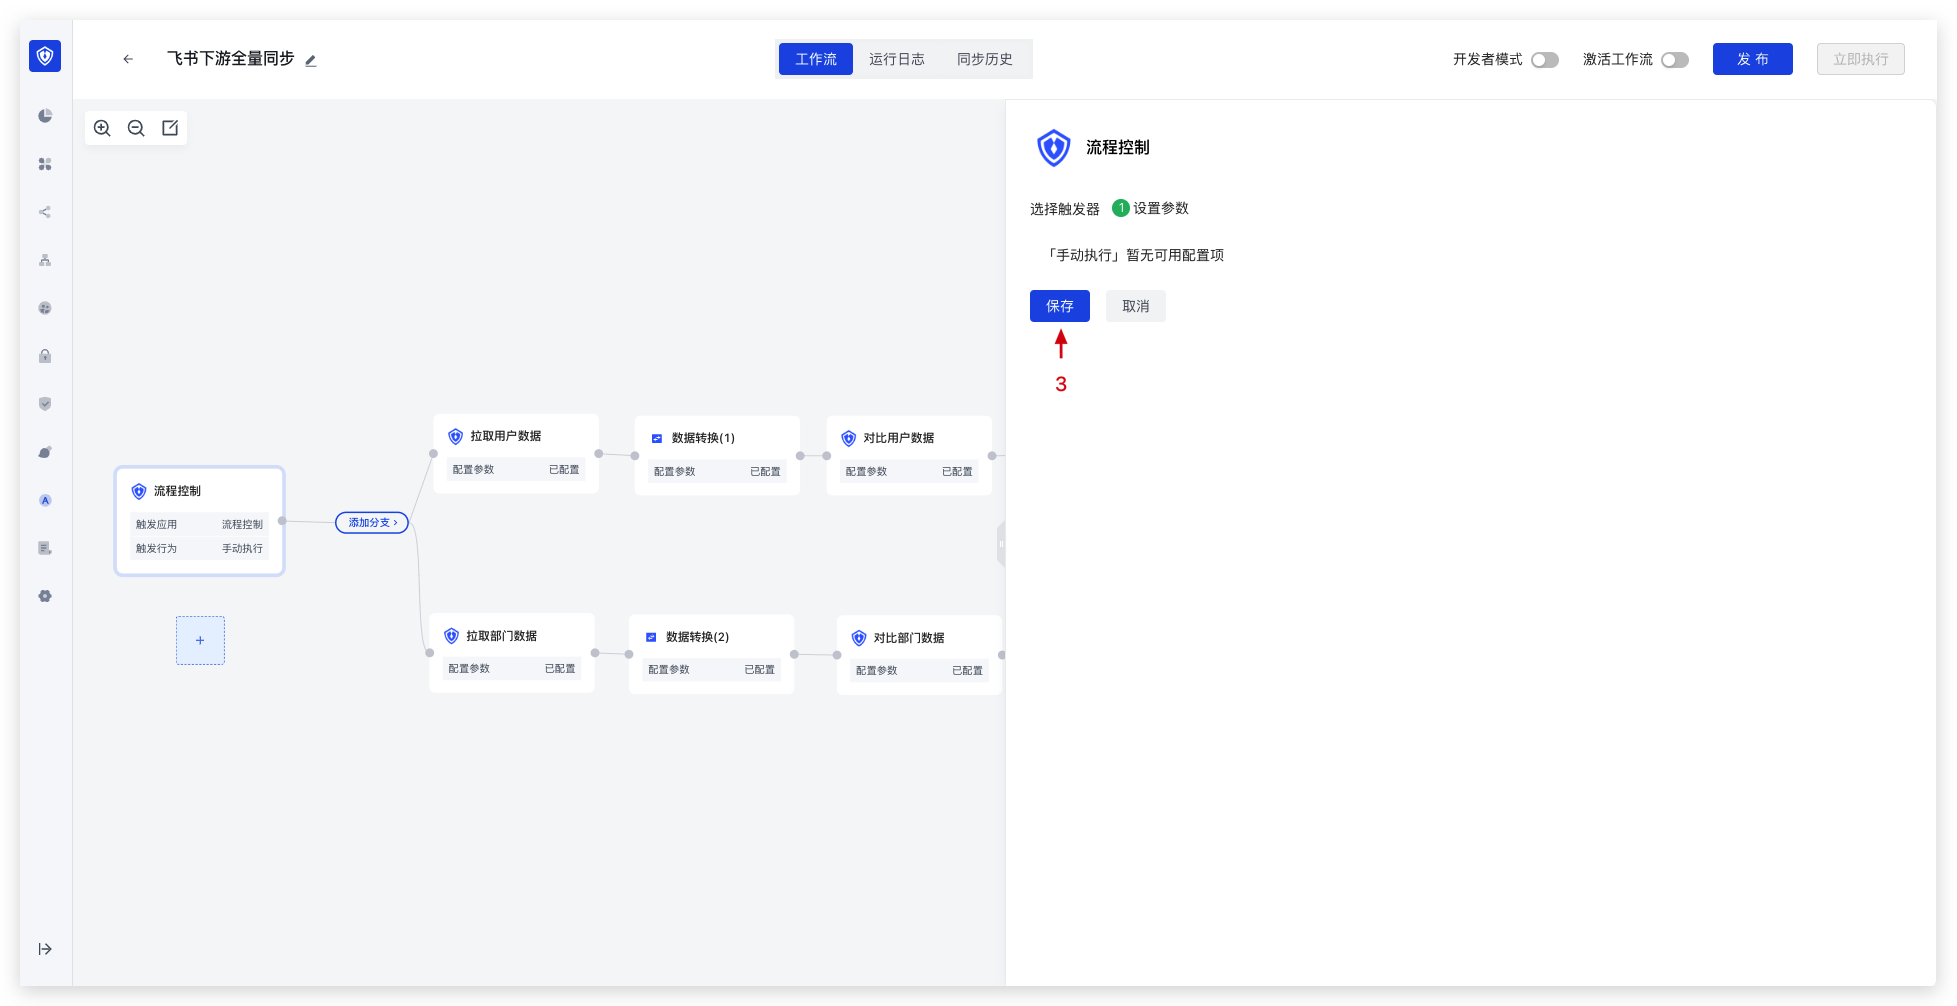 飞书下游全量同步
工作流 运行日志 同步历史
开发者模式 激活工作流 发 布 立即执行
流程控制
选择触发器 1 设置参数
「手动执行」暂无可用配置项
保存 取消
3
拉取用户数据
配置参数 已配置
数据转换(1)
配置参数 已配置
对比用户数据
配置参数 已配置
流程控制
触发应用 流程控制
触发行为 手动执行
添加分支 ›
+
拉取部门数据
配置参数 已配置
数据转换(2)
配置参数 已配置
对比部门数据
配置参数 已配置
A